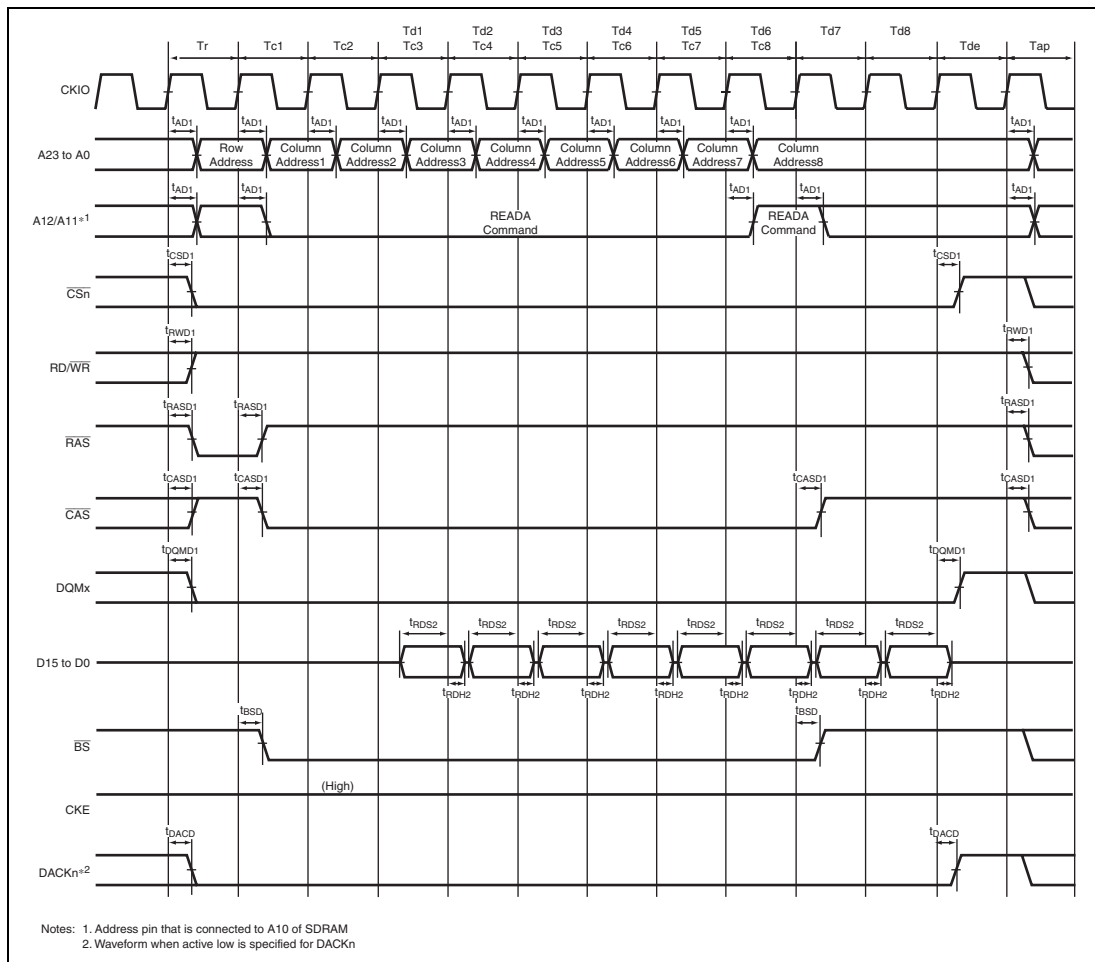 Td1 Td2 Td3 Td4 Td5 Td6 Td7 Td8
Tr Tc1 Tc2 Tc3 Tc4 Tc5 Tc6 Tc7 Tc8 Tde Tap
CKIO
tAD1 tAD1 tAD1 tAD1 tAD1 tAD1 tAD1 tAD1 tAD1 tAD1
A23 to A0
Row Address
Column Address1
Column Address2
Column Address3
Column Address4
Column Address5
Column Address6
Column Address7
Column Address8
tAD1 tAD1 tAD1 tAD1 tAD1
A12/A11*1
READA Command
READA Command
tCSD1 tCSD1
CSn
tRWD1 tRWD1
RD/WR
tRASD1 tRASD1 tRASD1
RAS
tCASD1 tCASD1 tCASD1 tCASD1
CAS
tDQMD1 tDQMD1
DQMx
tRDS2 tRDS2 tRDS2 tRDS2 tRDS2 tRDS2 tRDS2 tRDS2
D15 to D0
tRDH2 tRDH2 tRDH2 tRDH2 tRDH2 tRDH2 tRDH2 tRDH2
tBSD tBSD
BS
(High)
CKE
tDACD tDACD
DACKn*2
Notes: 1. Address pin that is connected to A10 of SDRAM
2. Waveform when active low is specified for DACKn